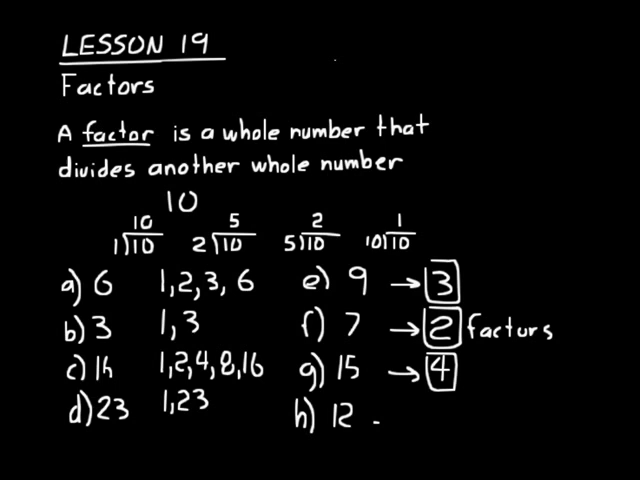 LESSON 19
Factors
A factor is a whole number that
divides another whole number
10
10 5 2 1
1)10 2)10 5)10 10)10
a) 6 1,2,3,6 e) 9 → 3
b) 3 1,3 f) 7 → 2 factors
c) 16 1,2,4,8,16 g) 15 → 4
d) 23 1,23 h) 12 -